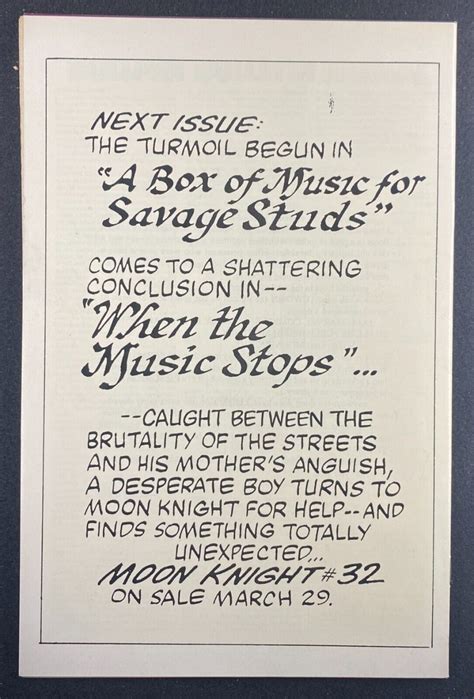 NEXT ISSUE:
THE TURMOIL BEGUN IN
"A Box of Music for
Savage Studs"
COMES TO A SHATTERING
CONCLUSION IN--
"When the
Music Stops"...
--CAUGHT BETWEEN THE
BRUTALITY OF THE STREETS
AND HIS MOTHER'S ANGUISH,
A DESPERATE BOY TURNS TO
MOON KNIGHT FOR HELP--AND
FINDS SOMETHING TOTALLY
UNEXPECTED...
MOON KNIGHT #32
ON SALE MARCH 29.